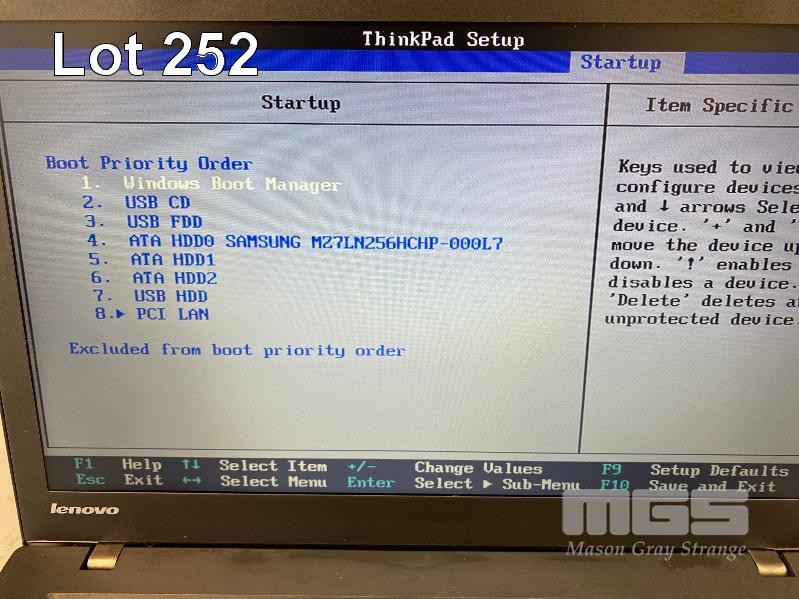 Lot 252
ThinkPad Setup
Startup
Startup
Item Specific
Boot Priority Order
1. Windows Boot Manager
2. USB CD
3. USB FDD
4. ATA HDD0 SAMSUNG MZ7LN256HCHP-000L7
5. ATA HDD1
6. ATA HDD2
7. USB HDD
8.▶ PCI LAN
Excluded from boot priority order
Keys used to
configure devices
and ↓ arrows
device. '+' and '
move the device
down. '!' enables
disables a device.
'Delete' deletes
unprotected device.
F1 Help ↑↓ Select Item +/- Change Values F9 Setup Defaults
Esc Exit ←→ Select Menu Enter Select ▶ Sub-Menu F10 Save and Exit
lenovo
MGS
Mason Gray Strange